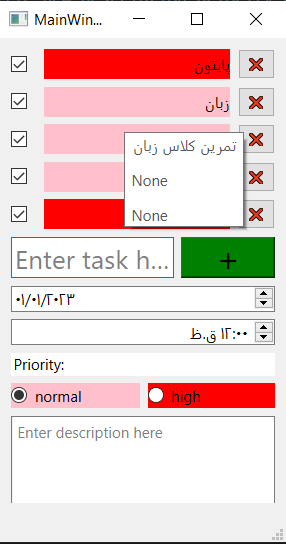 MainWin...
پایتون
زبان
تمرین کلاس زبان
None
None
Enter task h...
+
۰۱/۰۱/۲۰۲۳
۱۲:۰۰ ق.ظ
Priority:
normal
high
Enter description here